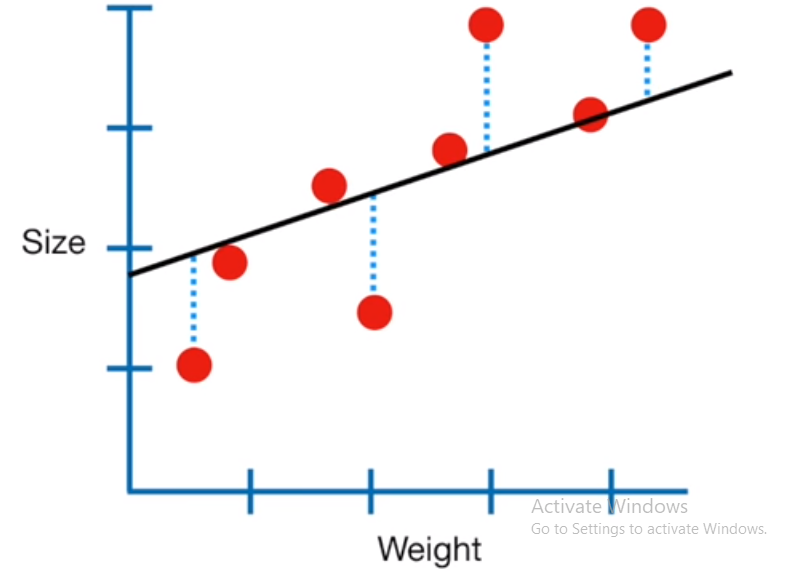 Size
Activate Windows
Go to Settings to activate Windows.
Weight